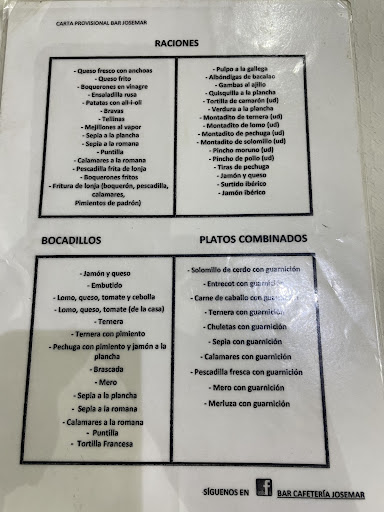 CARTA PROVISIONAL BAR JOSEMAR
RACIONES
- Queso fresco con anchoas
- Queso frito
- Boquerones en vinagre
- Ensaladilla rusa
- Patatas con all-i-oli
- Bravas
- Tellinas
- Mejillones al vapor
- Sepia a la plancha
- Sepia a la romana
- Puntilla
- Calamares a la romana
- Pescadilla frita de lonja
- Boquerones fritos
- Fritura de lonja (boquerón, pescadilla,
calamares,
Pimientos de padrón)
- Pulpo a la gallega
- Albóndigas de bacalao
- Gambas al ajillo
- Quisquilla a la plancha
- Tortilla de camarón (ud)
- Verdura a la plancha
- Montadito de ternera (ud)
- Montadito de lomo (ud)
- Montadito de pechuga (ud)
- Montadito de solomillo (ud)
- Pincho moruno (ud)
- Pincho de pollo (ud)
- Tiras de pechuga
- Jamón y queso
- Surtido ibérico
- Jamón ibérico
BOCADILLOS
- Jamón y queso
- Embutido
- Lomo, queso, tomate y cebolla
- Lomo, queso, tomate (de la casa)
- Ternera
- Ternera con pimiento
- Pechuga con pimiento y jamón a la
plancha
- Brascada
- Mero
- Sepia a la plancha
- Sepia a la romana
- Calamares a la romana
- Puntilla
- Tortilla Francesa
PLATOS COMBINADOS
- Solomillo de cerdo con guarnición
- Entrecot con guarnición
- Carne de caballo con guarnición
- Ternera con guarnición
- Chuletas con guarnición
- Sepia con guarnición
- Calamares con guarnición
- Pescadilla fresca con guarnición
- Mero con guarnición
- Merluza con guarnición
SÍGUENOS EN f BAR CAFETERÍA JOSEMAR